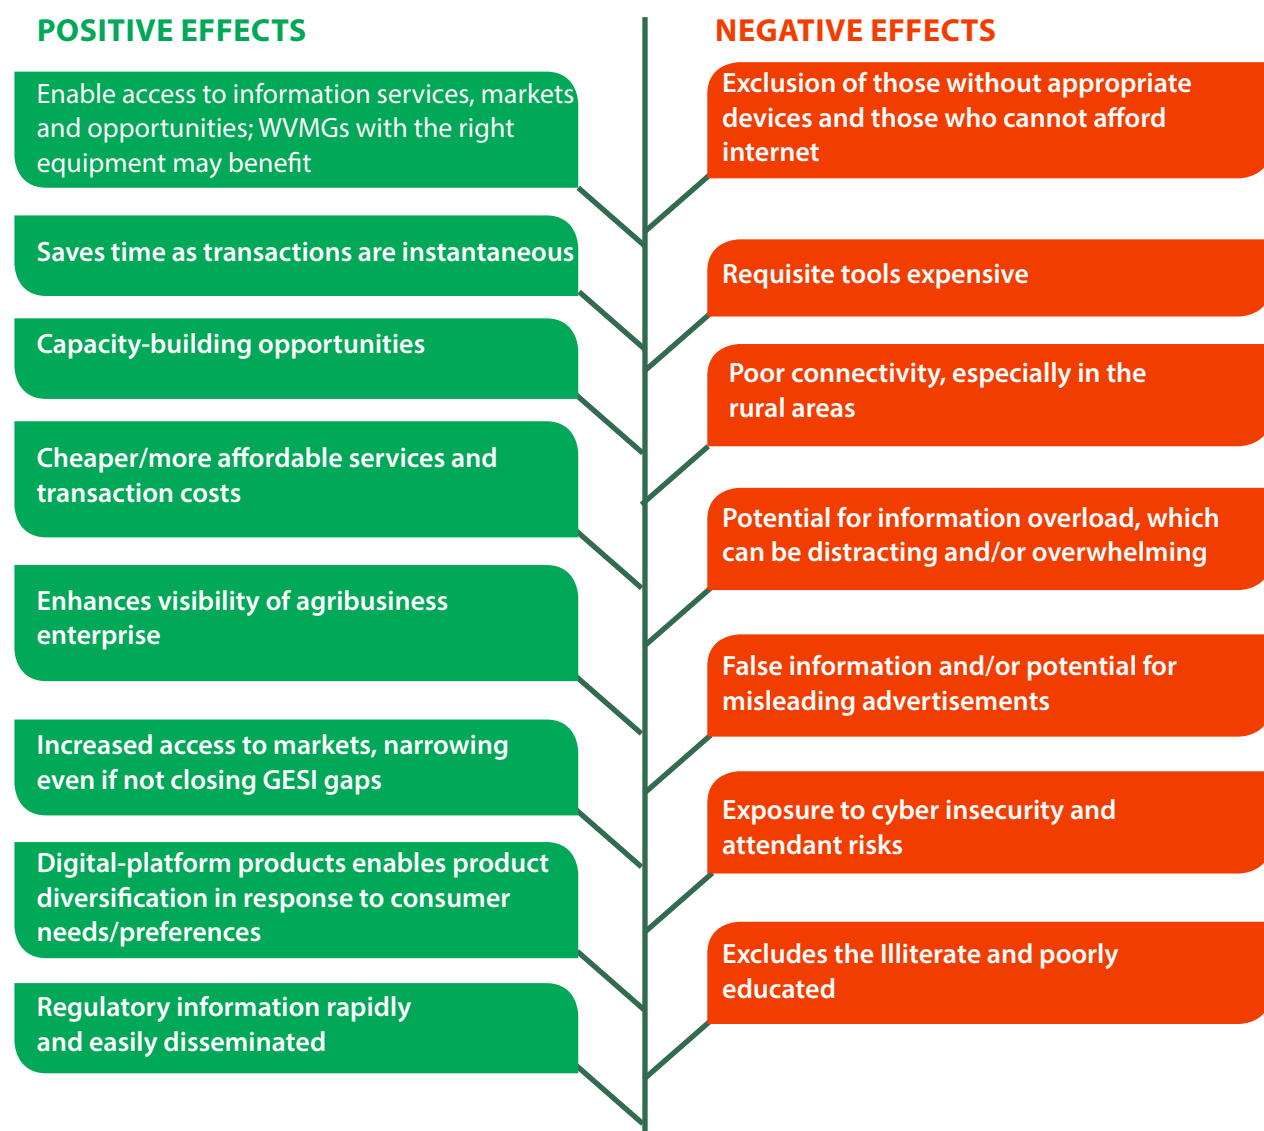 POSITIVE EFFECTS
Enable access to information services, markets
and opportunities; WVMGs with the right
equipment may benefit
Saves time as transactions are instantaneous
Capacity-building opportunities
Cheaper/more affordable services and
transaction costs
Enhances visibility of agribusiness
enterprise
Increased access to markets, narrowing
even if not closing GESI gaps
Digital-platform products enables product
diversification in response to consumer
needs/preferences
Regulatory information rapidly
and easily disseminated
NEGATIVE EFFECTS
Exclusion of those without appropriate
devices and those who cannot afford
internet
Requisite tools expensive
Poor connectivity, especially in the
rural areas
Potential for information overload, which
can be distracting and/or overwhelming
False information and/or potential for
misleading advertisements
Exposure to cyber insecurity and
attendant risks
Excludes the Illiterate and poorly
educated